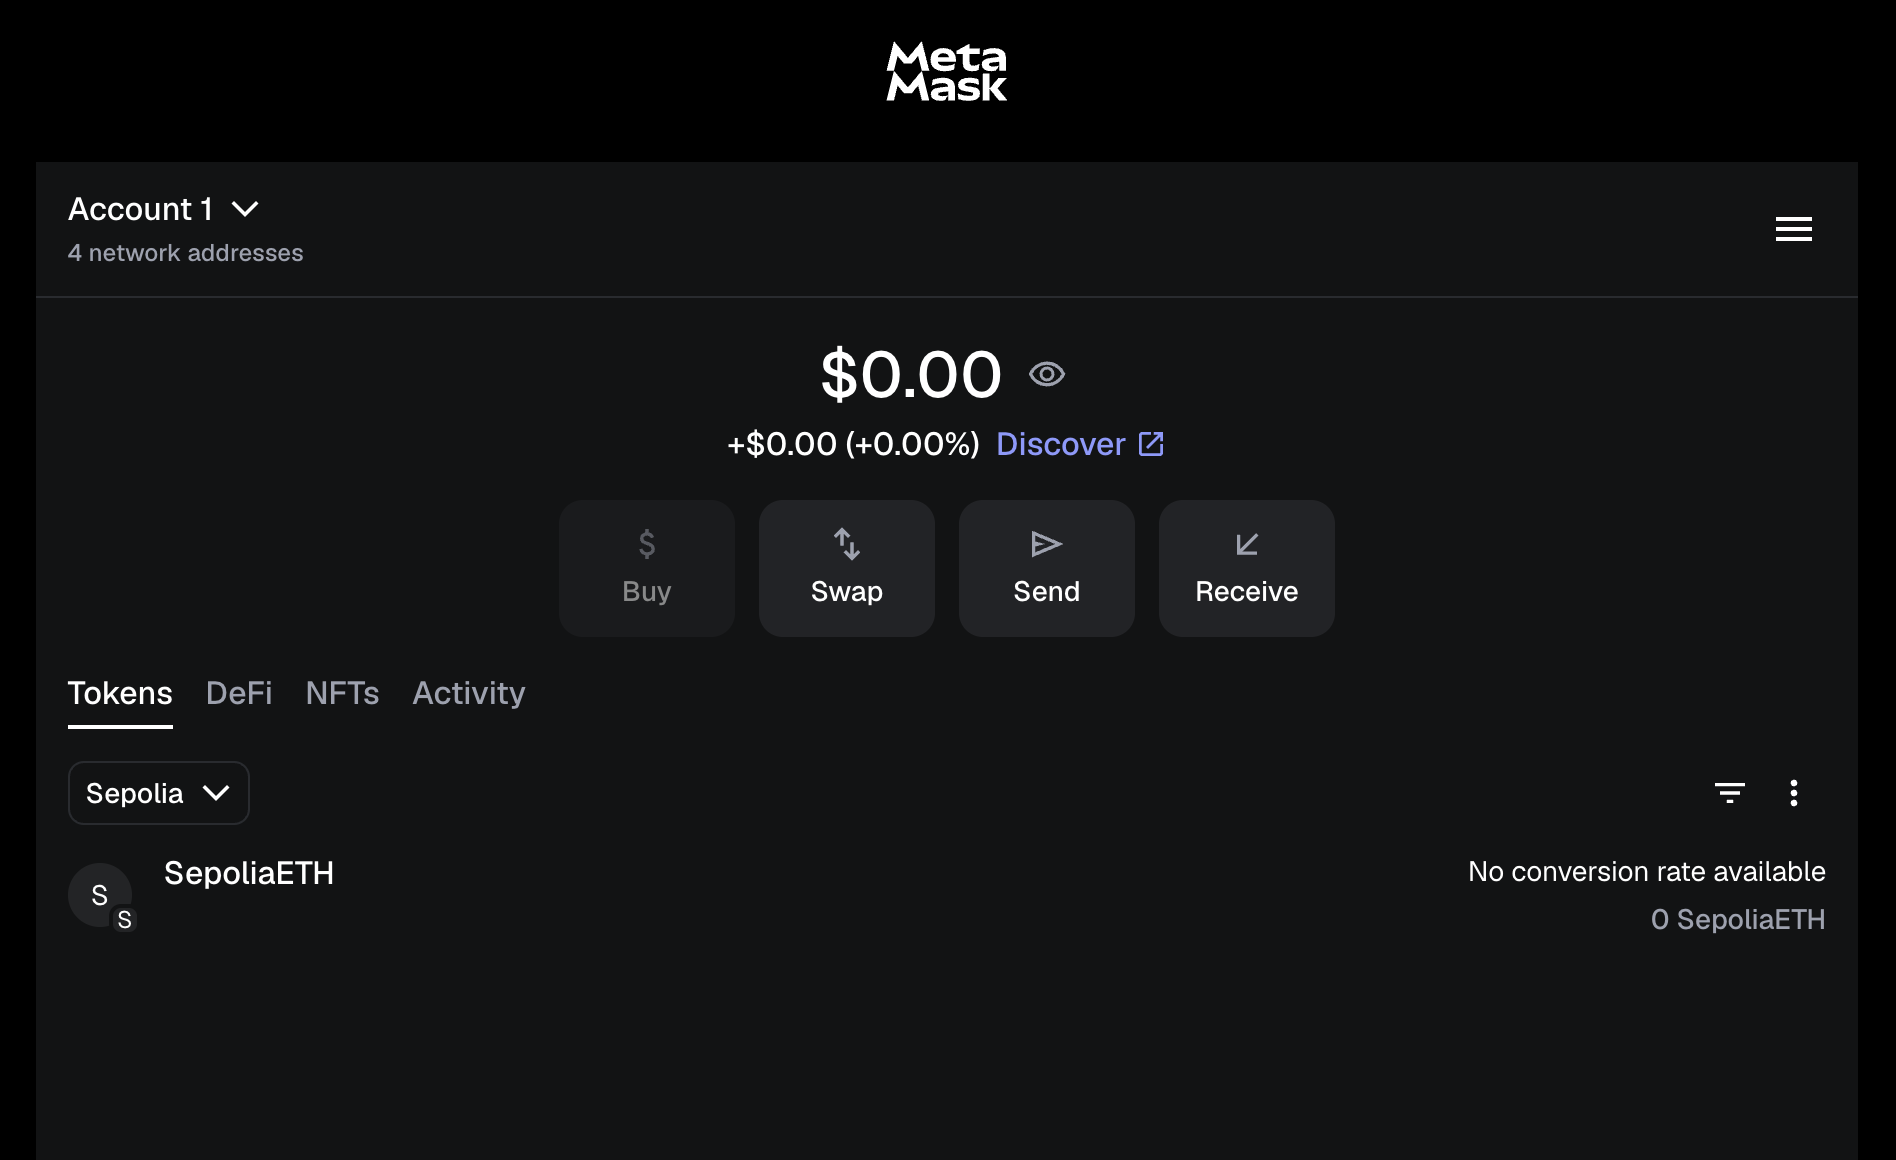 Meta
Mask
Account 1
4 network addresses
$0.00
+$0.00 (+0.00%) Discover
$
Buy
Swap
Send
Receive
Tokens
DeFi
NFTs
Activity
Sepolia
S
S
SepoliaETH
No conversion rate available
0 SepoliaETH